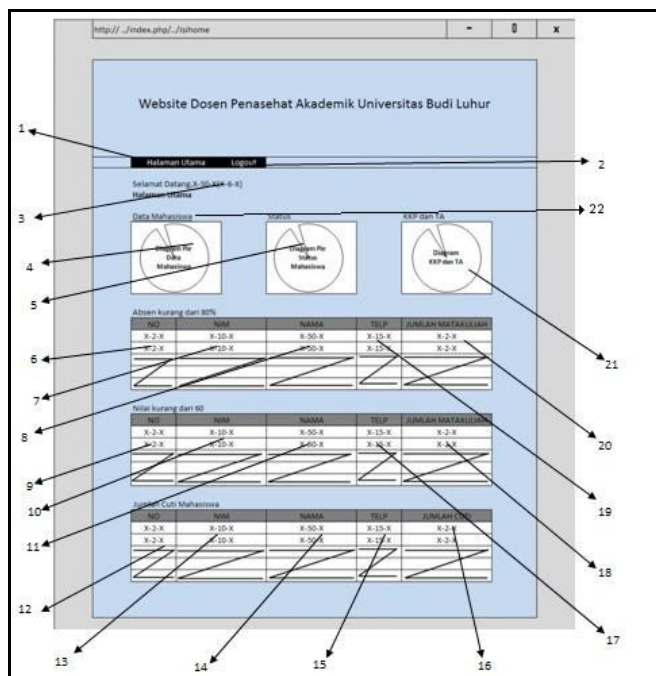 http:// ../index.php/../isihome
-
x
Website Dosen Penasehat Akademik Universitas Budi Luhur
1
Halaman Utama Logout
2
Selamat Datang,X-50-X(X-6-X)
Halaman Utama
3
22
Data Mahasiswa Status KKP dan TA
Diagram Pie Data Mahasiswa
Diagram Pie Status Mahasiswa
Diagram KKP dan TA
4
5
21
Absen kurang dari 80%
NO NIM NAMA TELP JUMLAH MATAKULIAH
X-2-X X-10-X X-50-X X-15-X X-2-X
X-2-X X-10-X X-50-X X-15-X X-2-X
6
7
8
20
19
Nilai kurang dari 60
NO NIM NAMA TELP JUMLAH MATAKULIAH
X-2-X X-10-X X-50-X X-15-X X-2-X
X-2-X X-10-X X-50-X X-15-X X-2-X
9
10
11
18
17
Jumlah Cuti Mahasiswa
NO NIM NAMA TELP JUMLAH CUTI
X-2-X X-10-X X-50-X X-15-X X-2-X
X-2-X X-10-X X-50-X X-15-X X-2-X
12
13
14
15
16